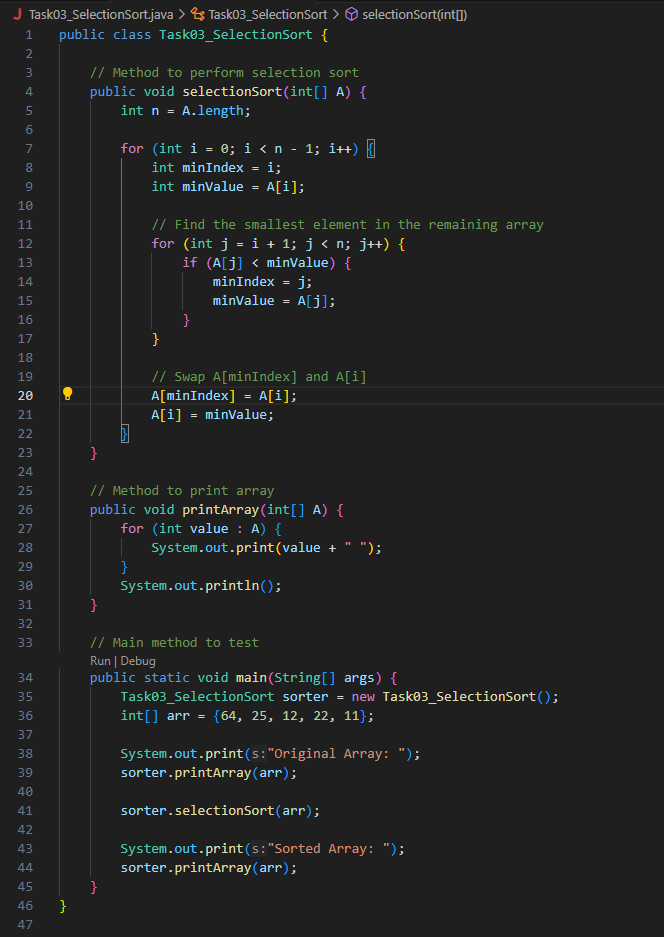 Task03_SelectionSort.java > Task03_SelectionSort > selectionSort(int[])
1 public class Task03_SelectionSort {
2
3 // Method to perform selection sort
4 public void selectionSort(int[] A) {
5 int n = A.length;
6
7 for (int i = 0; i < n - 1; i++) {
8 int minIndex = i;
9 int minValue = A[i];
10
11 // Find the smallest element in the remaining array
12 for (int j = i + 1; j < n; j++) {
13 if (A[j] < minValue) {
14 minIndex = j;
15 minValue = A[j];
16 }
17 }
18
19 // Swap A[minIndex] and A[i]
20 A[minIndex] = A[i];
21 A[i] = minValue;
22 }
23 }
24
25 // Method to print array
26 public void printArray(int[] A) {
27 for (int value : A) {
28 System.out.print(value + " ");
29 }
30 System.out.println();
31 }
32
33 // Main method to test
Run | Debug
34 public static void main(String[] args) {
35 Task03_SelectionSort sorter = new Task03_SelectionSort();
36 int[] arr = {64, 25, 12, 22, 11};
37
38 System.out.print(s:"Original Array: ");
39 sorter.printArray(arr);
40
41 sorter.selectionSort(arr);
42
43 System.out.print(s:"Sorted Array: ");
44 sorter.printArray(arr);
45 }
46 }
47